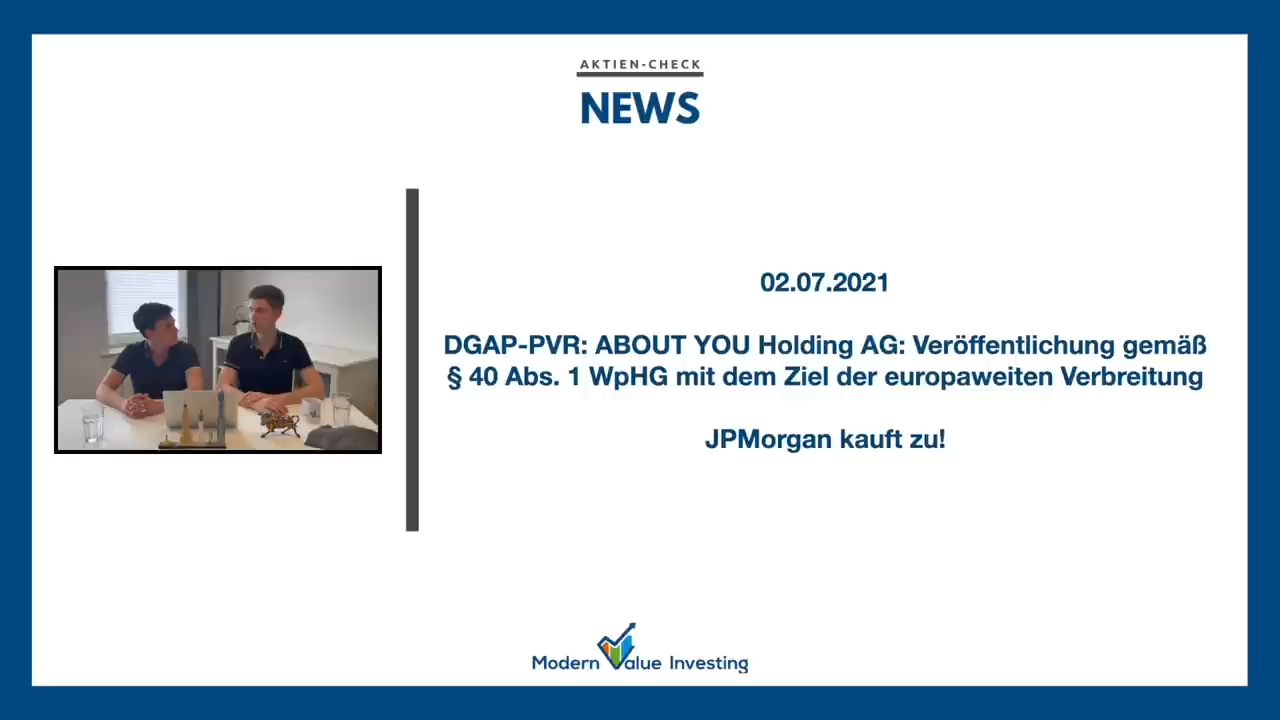 AKTIEN-CHECK
NEWS
02.07.2021
DGAP-PVR: ABOUT YOU Holding AG: Veröffentlichung gemäß
§ 40 Abs. 1 WpHG mit dem Ziel der europaweiten Verbreitung
JPMorgan kauft zu!
Modern Value Investing